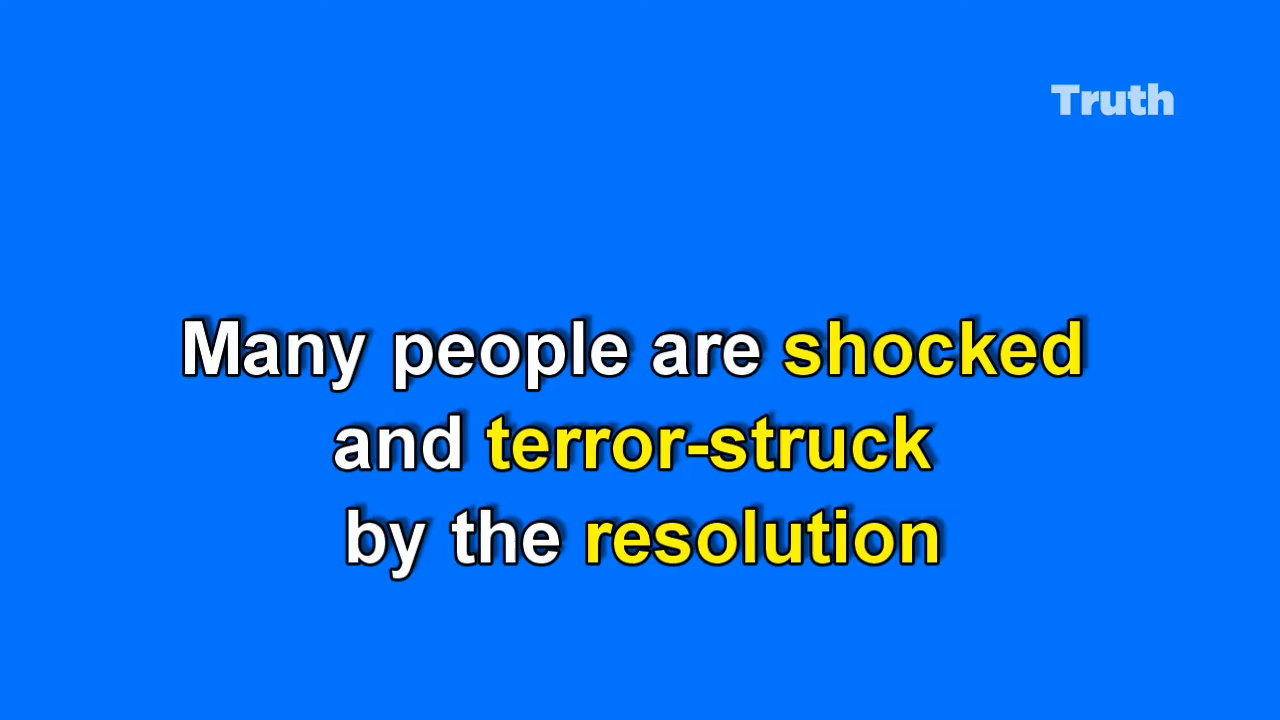 Truth
Many people are shocked
and terror-struck
by the resolution